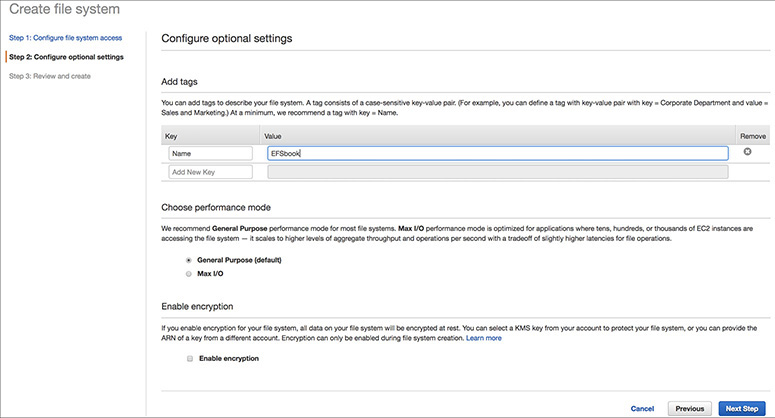 Create file system
Step 1: Configure file system access
Step 2: Configure optional settings
Step 3: Review and create
Configure optional settings
Add tags
You can add tags to describe your file system. A tag consists of a case-sensitive key-value pair. (For example, you can define a tag with key-value pair with key = Corporate Department and value =
Sales and Marketing.) At a minimum, we recommend a tag with key = Name.
Key Value Remove
Name EFSbook
Add New Key
Choose performance mode
We recommend General Purpose performance mode for most file systems. Max I/O performance mode is optimized for applications where tens, hundreds, or thousands of EC2 instances are
accessing the file system — it scales to higher levels of aggregate throughput and operations per second with a tradeoff of slightly higher latencies for file operations.
General Purpose (default)
Max I/O
Enable encryption
If you enable encryption for your file system, all data on your file system will be encrypted at rest. You can select a KMS key from your account to protect your file system, or you can provide the
ARN of a key from a different account. Encryption can only be enabled during file system creation. Learn more
Enable encryption
Cancel Previous Next Step